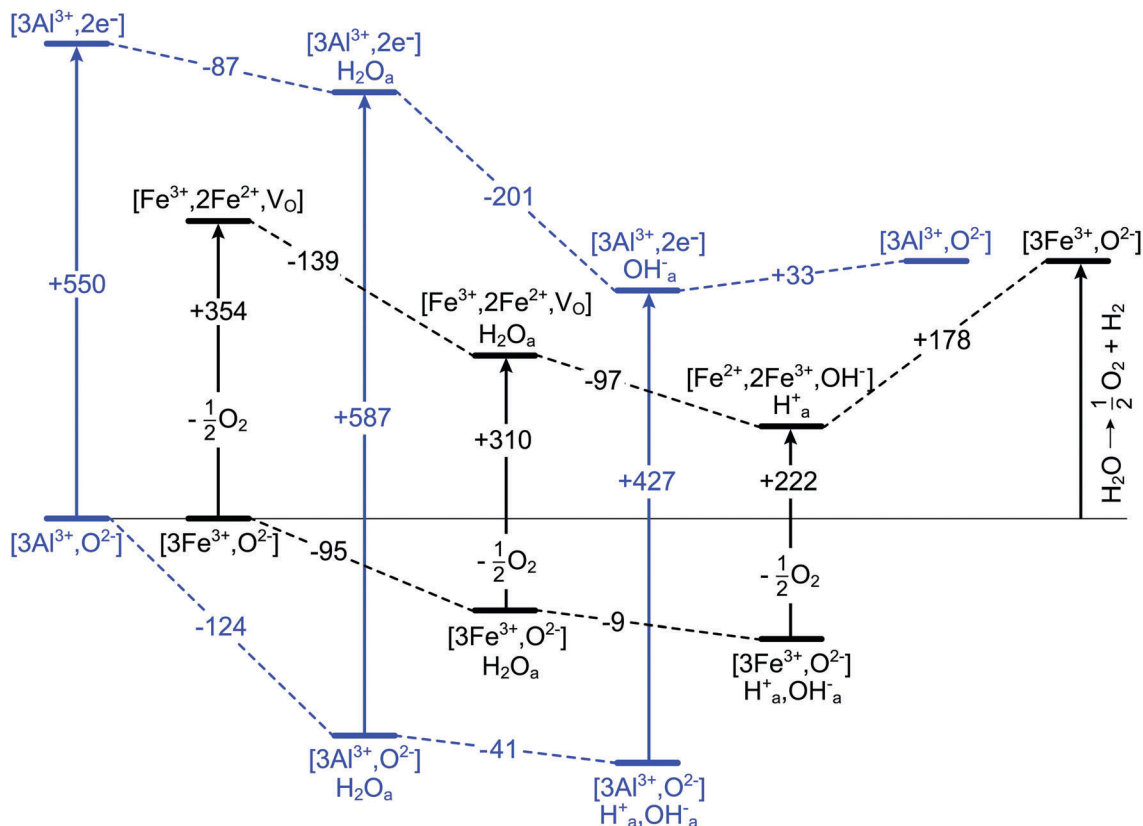 [3Al³⁺,2e⁻]
-87
[3Al³⁺,2e⁻]
H₂Oₐ
-201
[Fe³⁺,2Fe²⁺,V_O]
-139
[3Al³⁺,2e⁻]
OH⁻ₐ
+33
[3Al³⁺,O²⁻]
[3Fe³⁺,O²⁻]
+550
+354
[Fe³⁺,2Fe²⁺,V_O]
H₂Oₐ
-97
[Fe²⁺,2Fe³⁺,OH⁻]
H⁺ₐ
+178
- ½O₂
+587
+310
+427
+222
H₂O → ½ O₂ + H₂
[3Al³⁺,O²⁻]
[3Fe³⁺,O²⁻]
-95
- ½O₂
- ½O₂
-124
[3Fe³⁺,O²⁻]
H₂Oₐ
-9
[3Fe³⁺,O²⁻]
H⁺ₐ,OH⁻ₐ
[3Al³⁺,O²⁻]
H₂Oₐ
-41
[3Al³⁺,O²⁻]
H⁺ₐ,OH⁻ₐ